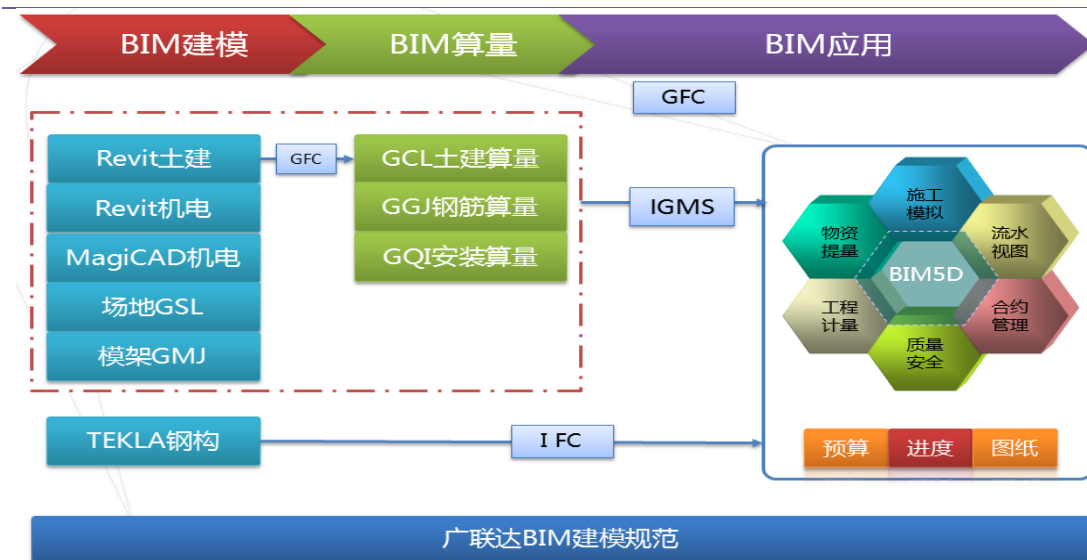 BIM建模
BIM算量
BIM应用
GFC
Revit土建
GFC
GCL土建算量
Revit机电
GGJ钢筋算量
IGMS
MagiCAD机电
GQI安装算量
场地GSL
模架GMJ
施工
模拟
物资
提量
流水
视图
BIM5D
工程
计量
合约
管理
质量
安全
TEKLA钢构
I FC
预算
进度
图纸
广联达BIM建模规范